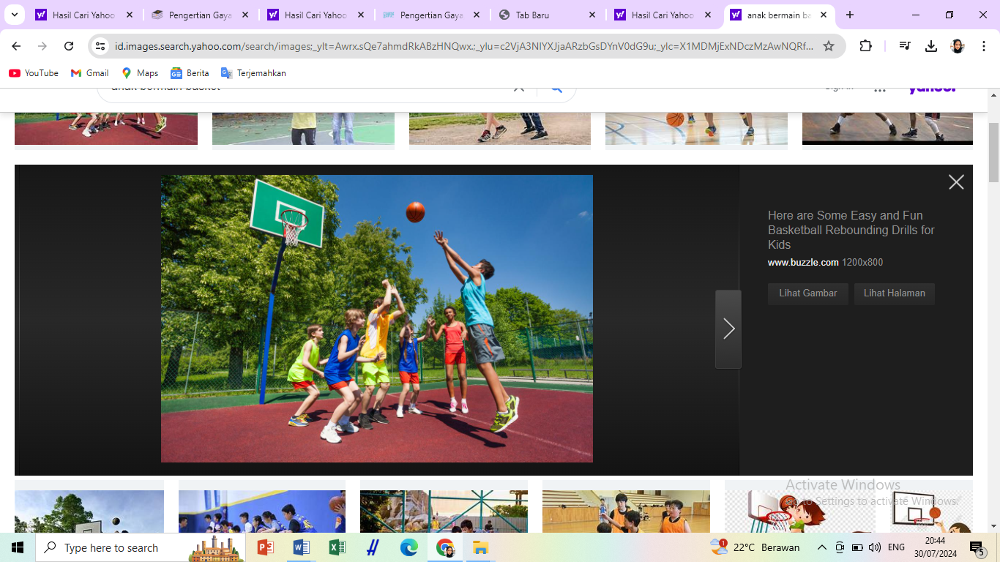 Hasil Cari Yahoo
Pengertian Gaya
Hasil Cari Yahoo
Pengertian Gaya
Tab Baru
Hasil Cari Yahoo
anak bermain ba
id.images.search.yahoo.com/search/images;_ylt=Awrx.sQe7ahmdRkABzHNQwx.;_ylu=c2VjA3NlYXJjaARzbGsDYnV0dG9u;_ylc=X1MDMjExNDczMzAwNQRf...
YouTube
Gmail
Maps
Berita
Terjemahkan
anak bermain basket
Sign in
yahoo!
Here are Some Easy and Fun
Basketball Rebounding Drills for
Kids
www.buzzle.com 1200x800
Lihat Gambar
Lihat Halaman
Activate Windows
Go to Settings to activate Windows.
Type here to search
22°C Berawan
ENG
20:44
30/07/2024
5
1